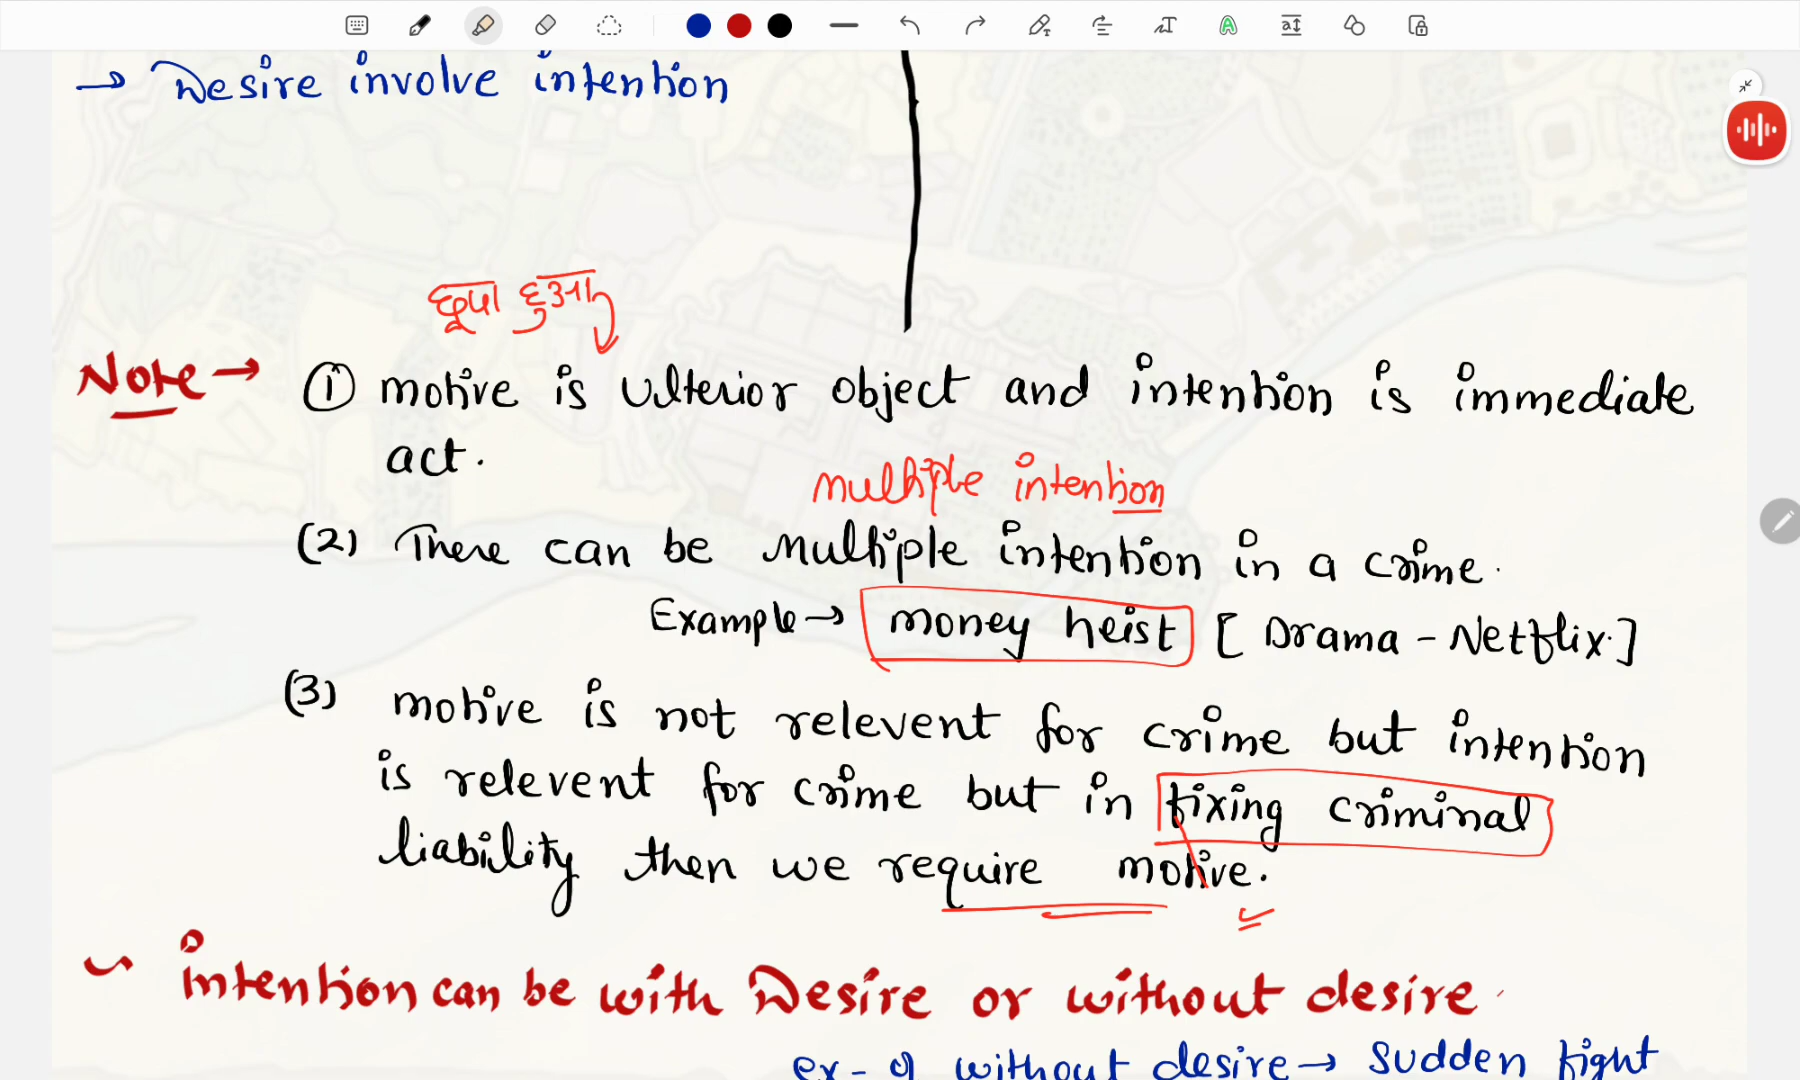 → Desire involve intention
छुपा हुआ
Note → ① motive is ulterior object and intention is immediate
act.
multiple intention
(2) There can be multiple intention in a crime.
Example → money heist [Drama - Netflix.]
(3) motive is not relevent for crime but intention
is relevent for crime but in fixing criminal
liability then we require motive.
intention can be with Desire or without desire.
ex- of without desire → sudden fight